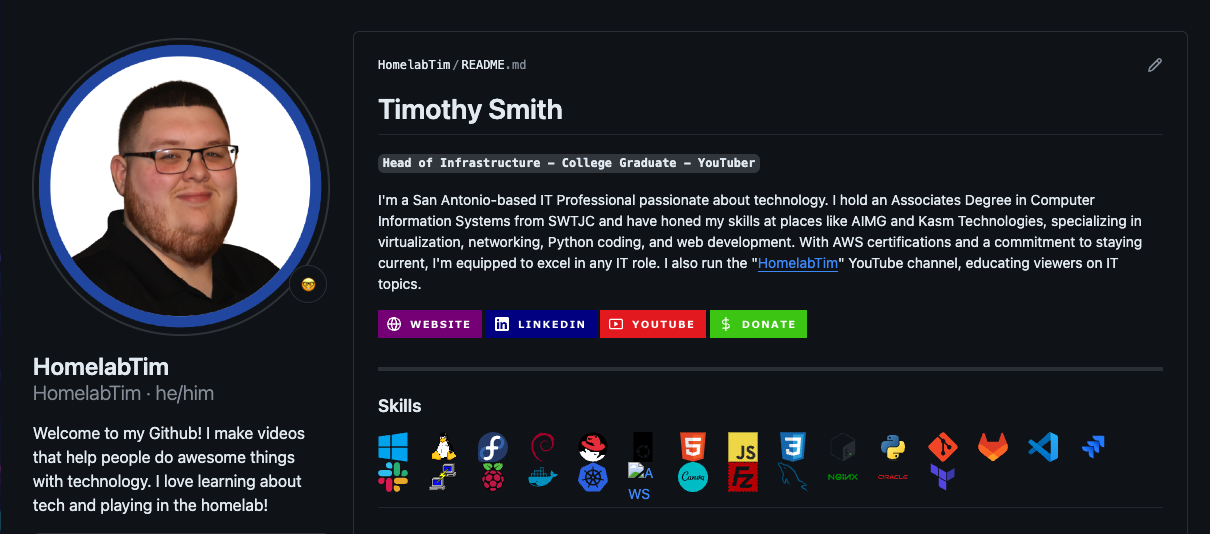 HomelabTim/README.md
Timothy Smith
Head of Infrastructure – College Graduate – YouTuber
I'm a San Antonio-based IT Professional passionate about technology. I hold an Associates Degree in Computer
Information Systems from SWTJC and have honed my skills at places like AIMG and Kasm Technologies, specializing in
virtualization, networking, Python coding, and web development. With AWS certifications and a commitment to staying
current, I'm equipped to excel in any IT role. I also run the "HomelabTim" YouTube channel, educating viewers on IT
topics.
WEBSITE LINKEDIN YOUTUBE DONATE
HomelabTim
HomelabTim · he/him
Welcome to my Github! I make videos
that help people do awesome things
with technology. I love learning about
tech and playing in the homelab!
Skills
5 JS 3
AWS Canva Fz NGINX ORACLE